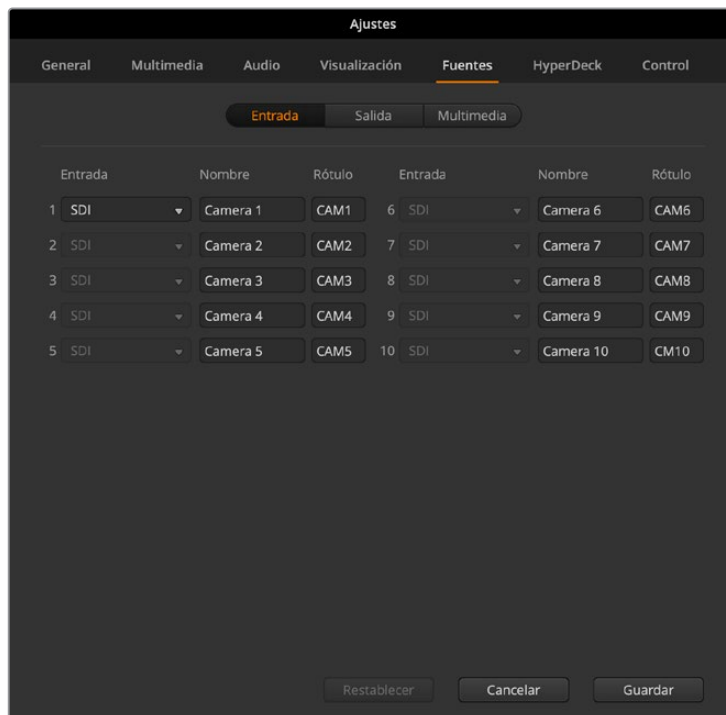 Ajustes
General Multimedia Audio Visualización Fuentes HyperDeck Control
Entrada Salida Multimedia
Entrada Nombre Rótulo Entrada Nombre Rótulo
1 SDI Camera 1 CAM1 6 SDI Camera 6 CAM6
2 SDI Camera 2 CAM2 7 SDI Camera 7 CAM7
3 SDI Camera 3 CAM3 8 SDI Camera 8 CAM8
4 SDI Camera 4 CAM4 9 SDI Camera 9 CAM9
5 SDI Camera 5 CAM5 10 SDI Camera 10 CM10
Restablecer Cancelar Guardar